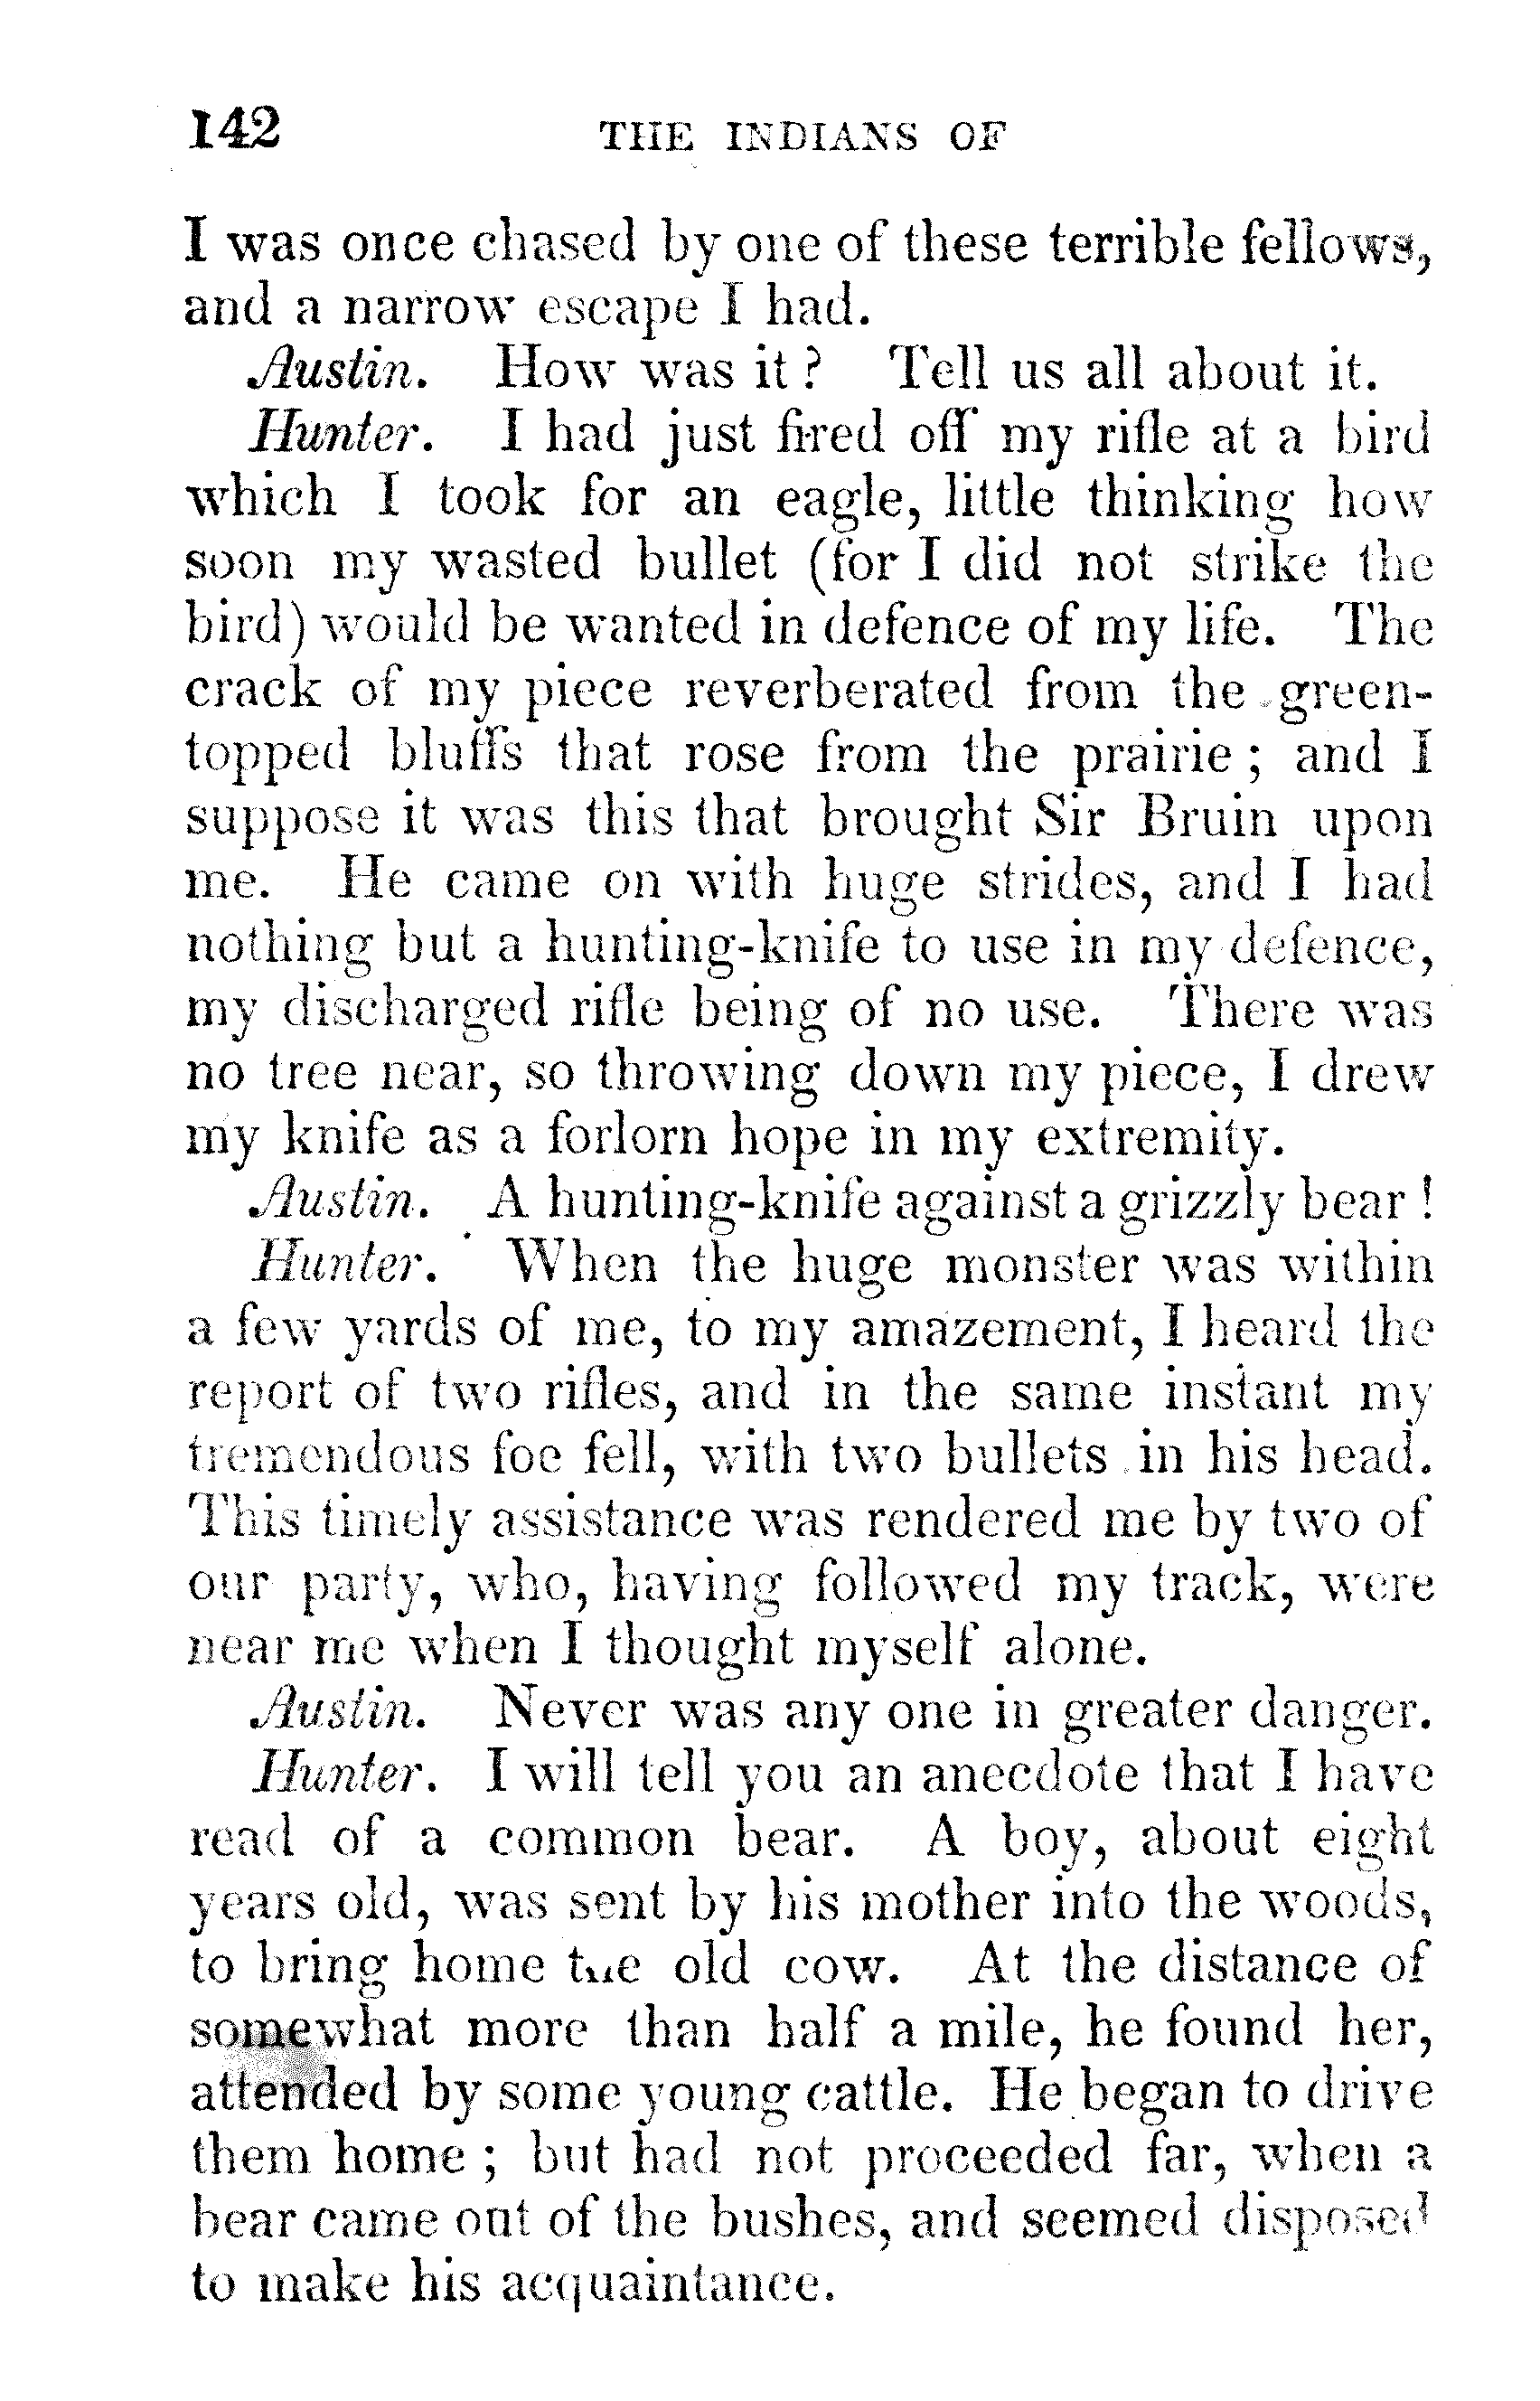 142 THE INDIANS OF
I was once chased by one of these terrible fellows,
and a narrow escape I had.
Austin. How was it? Tell us all about it.
Hunter. I had just fired off my rifle at a bird
which I took for an eagle, little thinking how
soon my wasted bullet (for I did not strike the
bird) would be wanted in defence of my life. The
crack of my piece reverberated from the green-
topped bluffs that rose from the prairie; and I
suppose it was this that brought Sir Bruin upon
me. He came on with huge strides, and I had
nothing but a hunting-knife to use in my defence,
my discharged rifle being of no use. There was
no tree near, so throwing down my piece, I drew
my knife as a forlorn hope in my extremity.
Austin. A hunting-knife against a grizzly bear!
Hunter. When the huge monster was within
a few yards of me, to my amazement, I heard the
report of two rifles, and in the same instant my
tremendous foe fell, with two bullets in his head.
This timely assistance was rendered me by two of
our party, who, having followed my track, were
near me when I thought myself alone.
Austin. Never was any one in greater danger.
Hunter. I will tell you an anecdote that I have
read of a common bear. A boy, about eight
years old, was sent by his mother into the woods,
to bring home the old cow. At the distance of
somewhat more than half a mile, he found her,
attended by some young cattle. He began to drive
them home; but had not proceeded far, when a
bear came out of the bushes, and seemed disposed
to make his acquaintance.